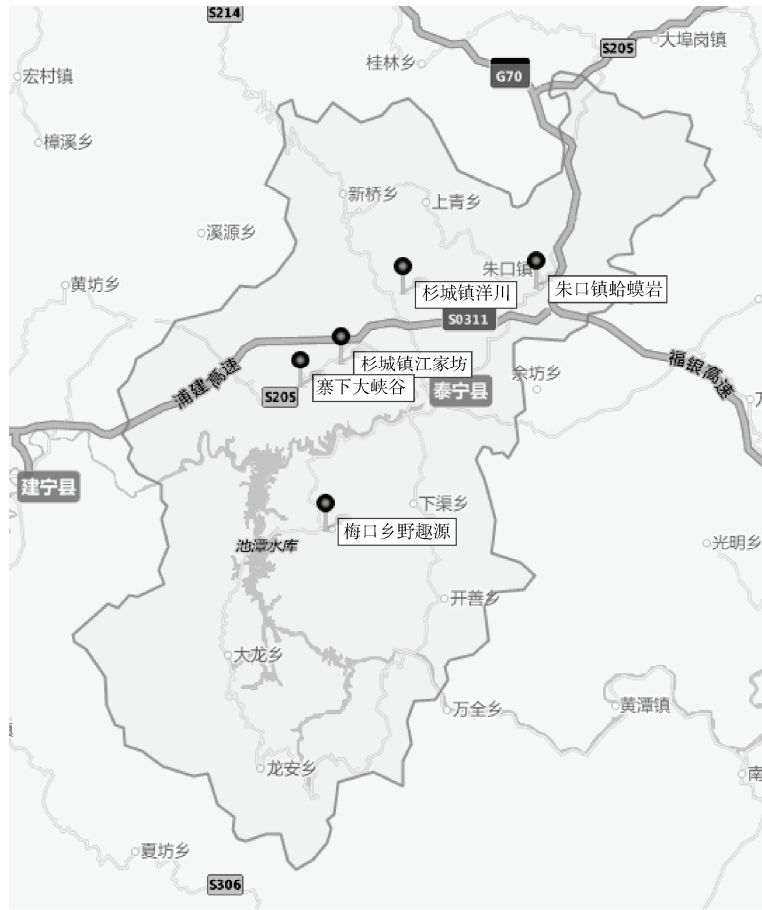 S214
大埠岗镇
S205
桂林乡
G70
宏村镇
樟溪乡
新桥乡
上青乡
溪源乡
朱口镇
黄坊乡
朱口镇蛤蟆岩
杉城镇洋川
S0311
杉城镇江家坊
福银高速
余坊乡
浦建高速
寨下大峡谷
S205
泰宁县
建宁县
下渠乡
梅口乡野趣源
池潭水库
光明乡
开善乡
大龙乡
黄潭镇
万全乡
龙安乡
南
夏坊乡
S306